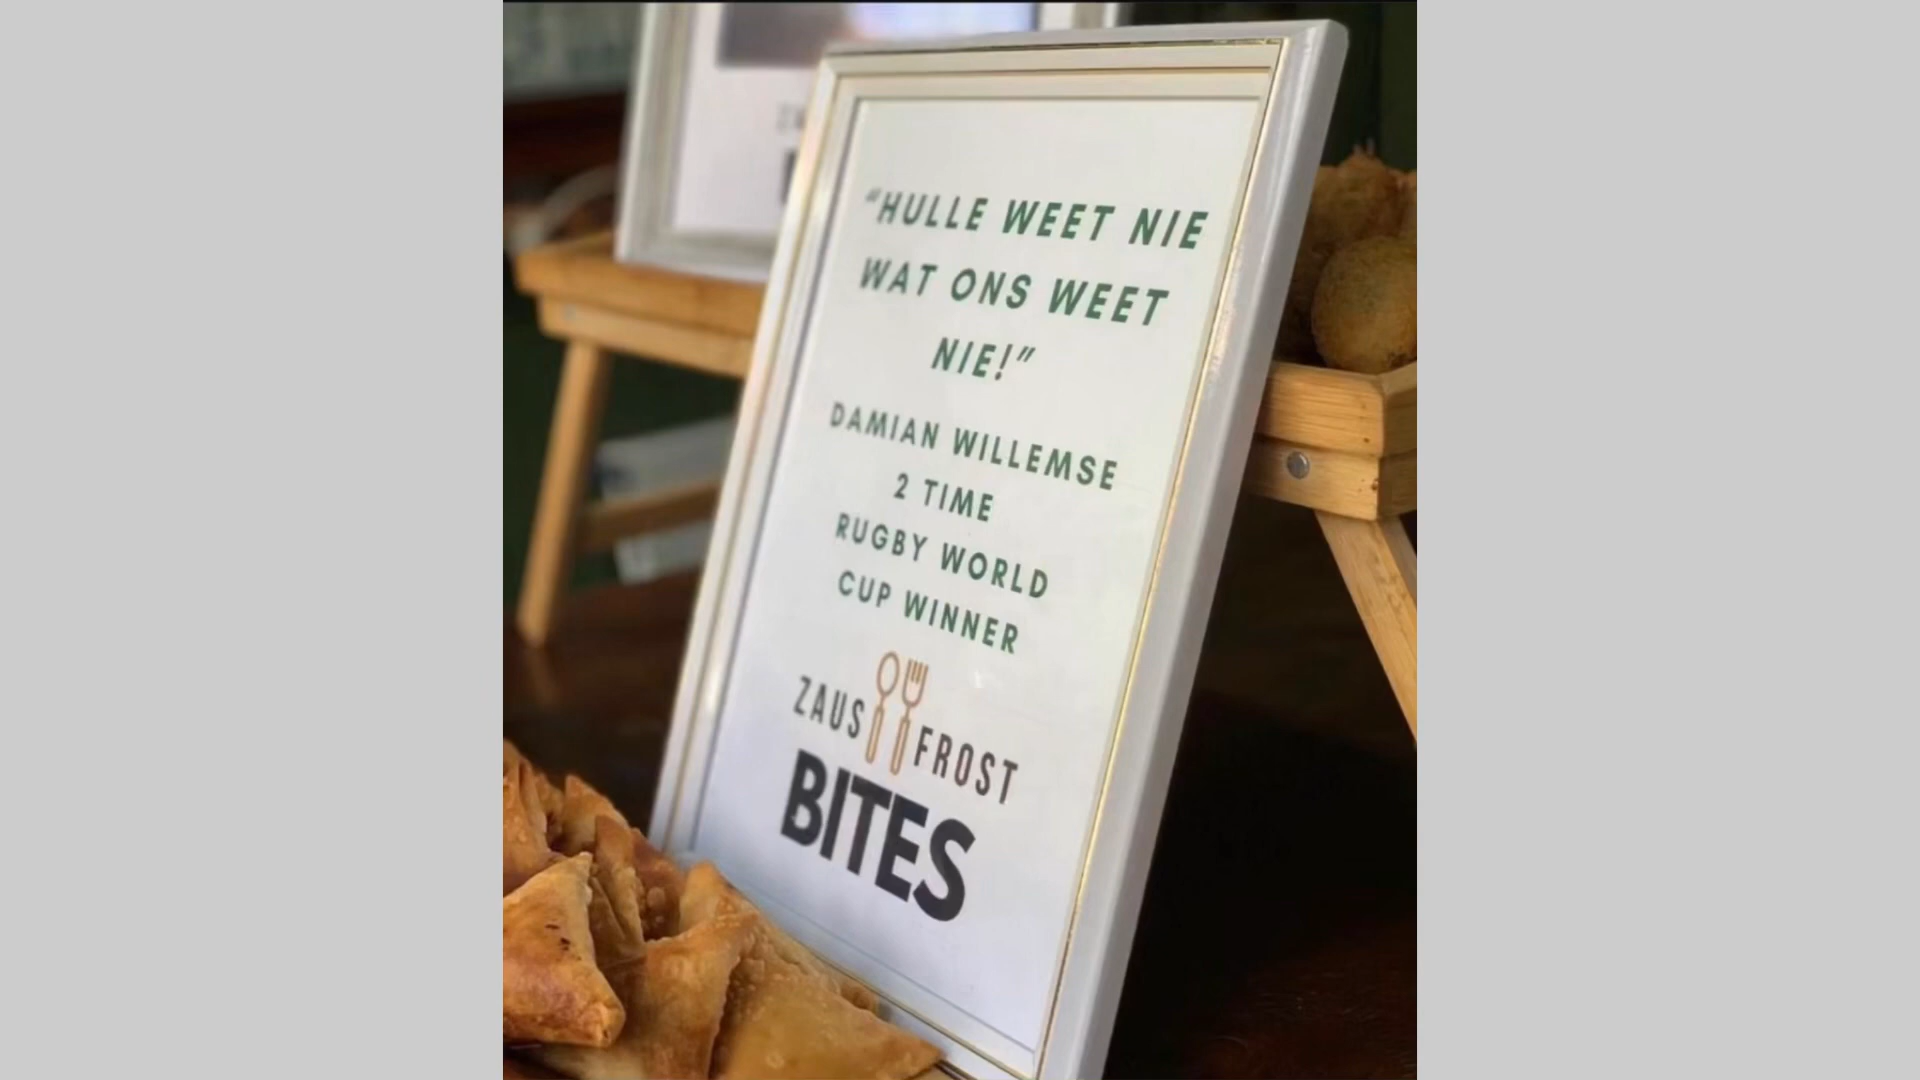 “HULLE WEET NIE
WAT ONS WEET
NIE!”
DAMIAN WILLEMSE
2 TIME
RUGBY WORLD
CUP WINNER
ZAUS FROST
BITES